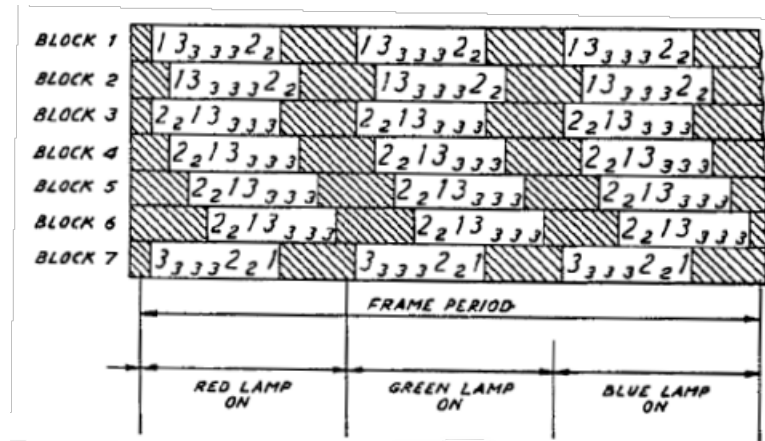 BLOCK 1 1333322 1333322 1333322
BLOCK 2 1333322 1333322 1333322
BLOCK 3 2213333 2213333 2213333
BLOCK 4 2213333 2213333 2213333
BLOCK 5 2213333 2213333 2213333
BLOCK 6 2213333 2213333 2213333
BLOCK 7 3333221 3333221 3333221
FRAME PERIOD
RED LAMP GREEN LAMP BLUE LAMP
ON ON ON